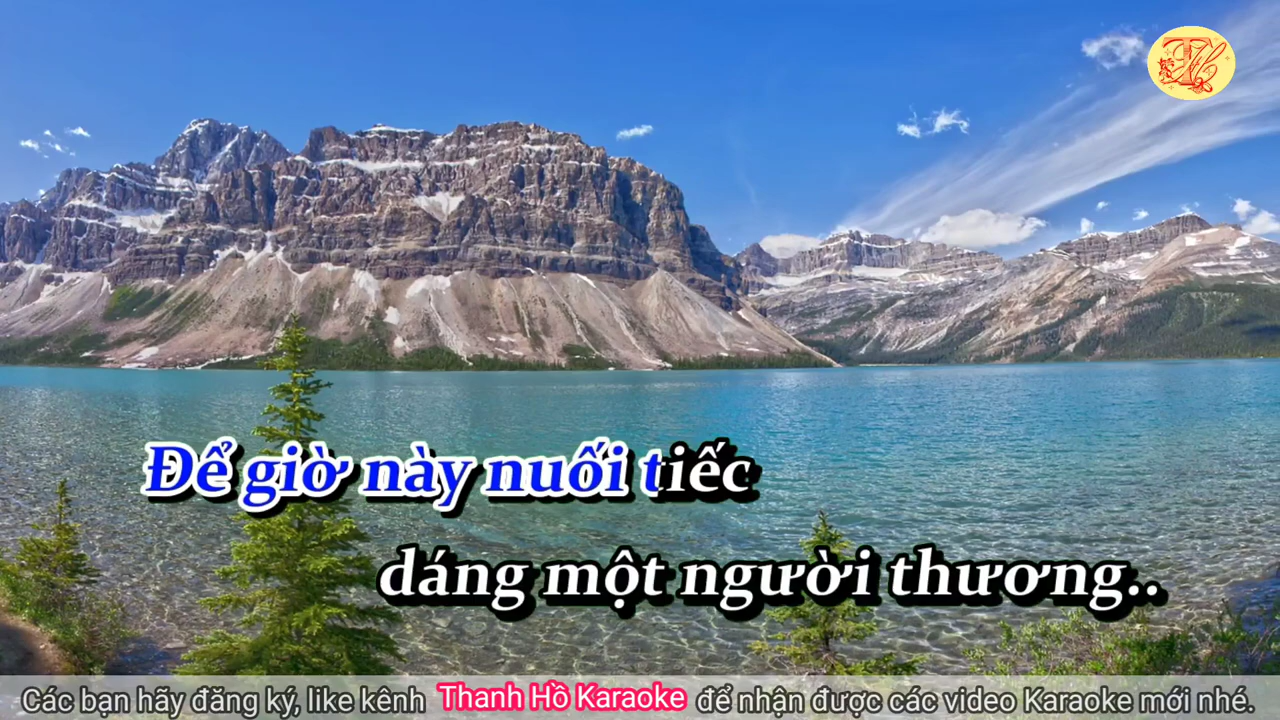 Để giờ này nuối tiếc
dáng một người thương..
Các bạn hãy đăng ký, like kênh Thanh Hồ Karaoke để nhận được các video Karaoke mới nhé.